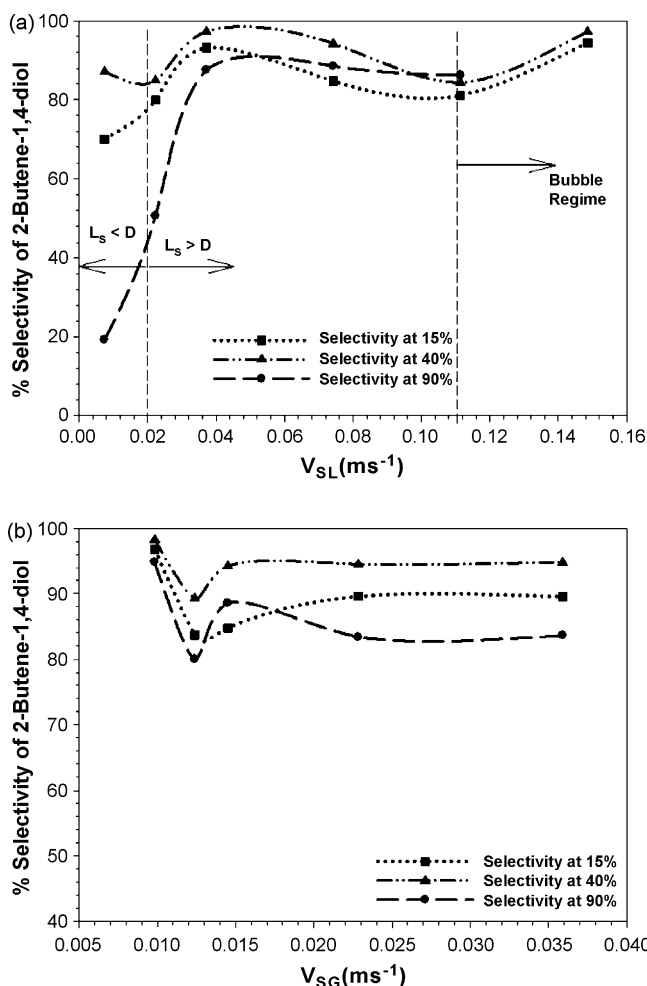 (a)
100
80
60
40
20
0
% Selectivity of 2-Butene-1,4-diol
L_S < D
L_S > D
Bubble
Regime
Selectivity at 15%
Selectivity at 40%
Selectivity at 90%
0.00 0.02 0.04 0.06 0.08 0.10 0.12 0.14 0.16
V_SL(ms⁻¹)
(b)
100
90
80
70
60
50
40
% Selectivity of 2-Butene-1,4-diol
Selectivity at 15%
Selectivity at 40%
Selectivity at 90%
0.005 0.010 0.015 0.020 0.025 0.030 0.035 0.040
V_SG(ms⁻¹)